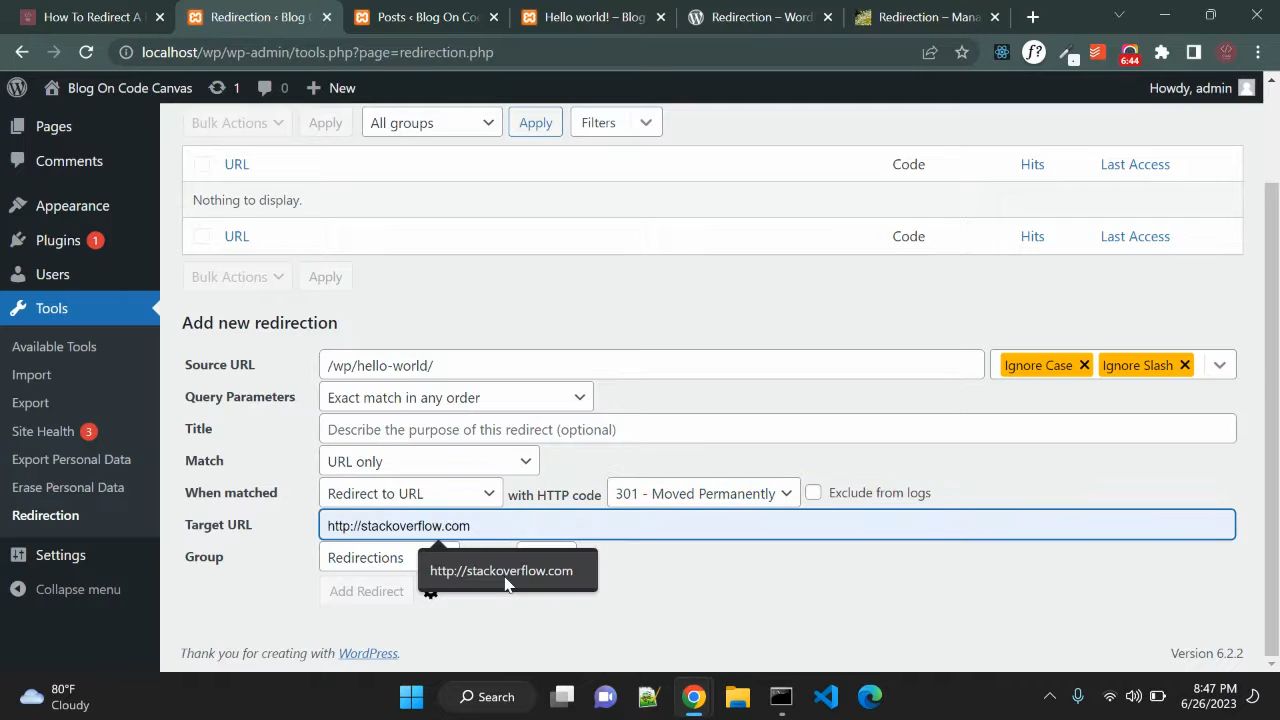 How To Redirect A
Redirection ‹ Blog
Posts ‹ Blog On Code
Hello world! – Blog
Redirection – Word
Redirection – Mana
localhost/wp/wp-admin/tools.php?page=redirection.php
f?
6:44
Blog On Code Canvas
1
0
New
Howdy, admin
Pages
Comments
Appearance
Plugins 1
Users
Tools
Available Tools
Import
Export
Site Health 3
Export Personal Data
Erase Personal Data
Redirection
Settings
Collapse menu
Bulk Actions Apply All groups Apply Filters
URL Code Hits Last Access
Nothing to display.
URL Code Hits Last Access
Bulk Actions Apply
Add new redirection
Source URL /wp/hello-world/ Ignore Case Ignore Slash
Query Parameters Exact match in any order
Title Describe the purpose of this redirect (optional)
Match URL only
When matched Redirect to URL with HTTP code 301 - Moved Permanently Exclude from logs
Target URL http://stackoverflow.com
Group Redirections
http://stackoverflow.com
Add Redirect
Thank you for creating with WordPress.
Version 6.2.2
80°F
Cloudy
Search
8:47 PM
6/26/2023